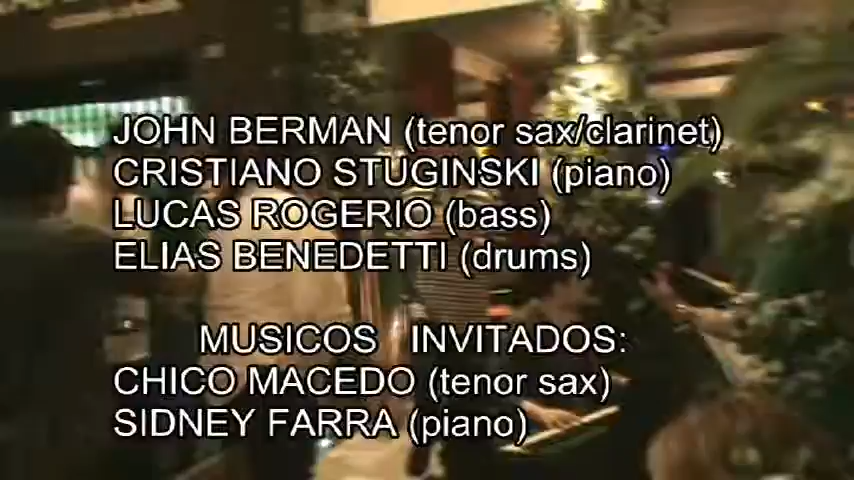 JOHN BERMAN (tenor sax/clarinet)
CRISTIANO STUGINSKI (piano)
LUCAS ROGERIO (bass)
ELIAS BENEDETTI (drums)
MUSICOS INVITADOS:
CHICO MACEDO (tenor sax)
SIDNEY FARRA (piano)